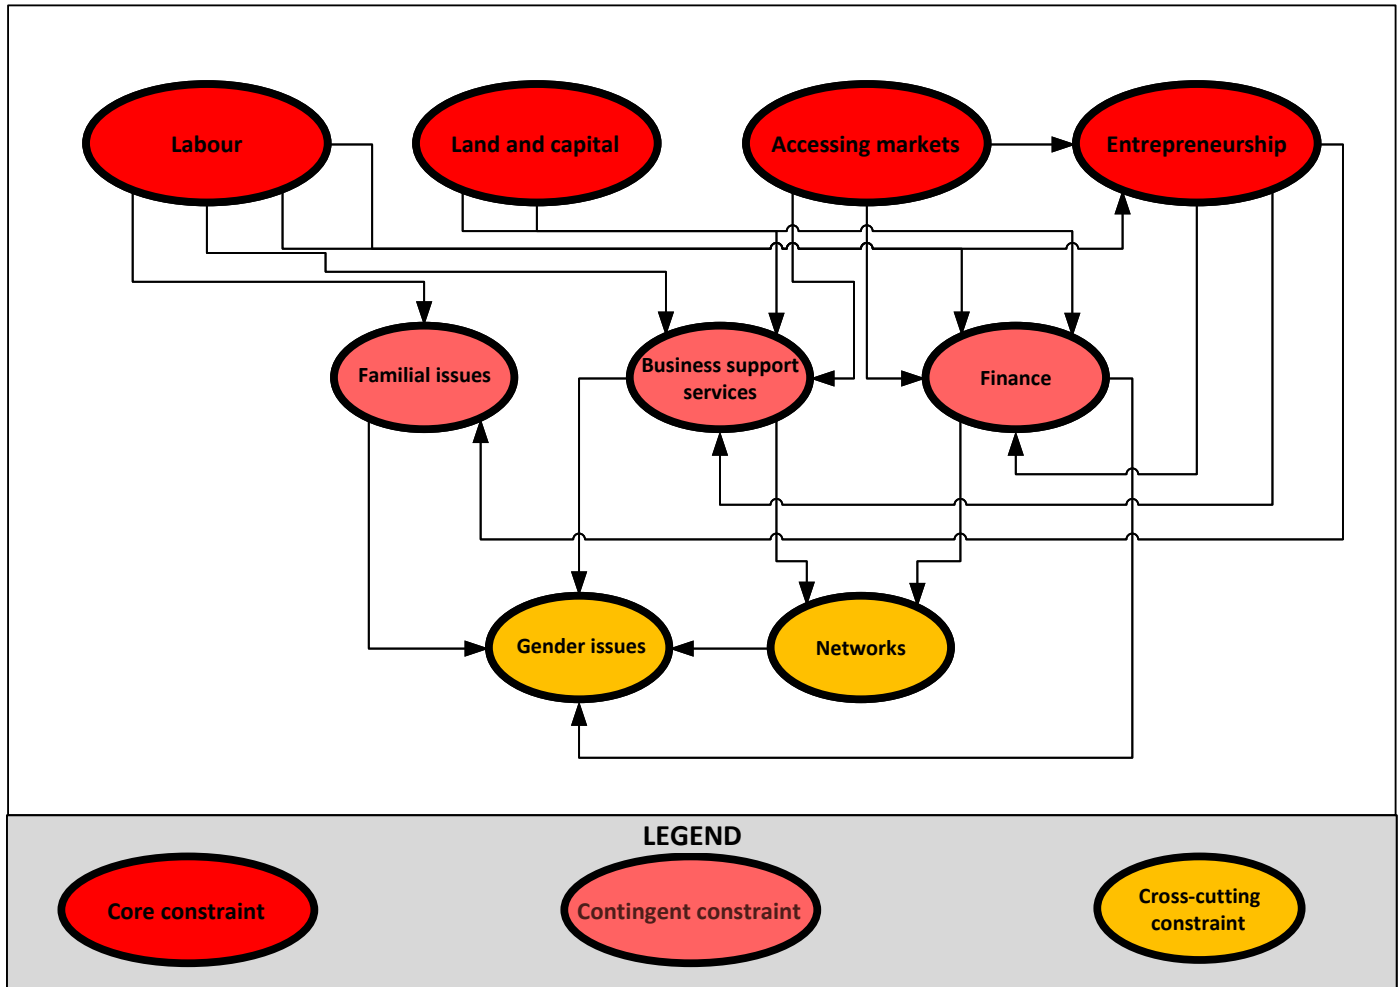 Labour
Land and capital
Accessing markets
Entrepreneurship
Familial issues
Business support
services
Finance
Gender issues
Networks
LEGEND
Core constraint
Contingent constraint
Cross-cutting
constraint